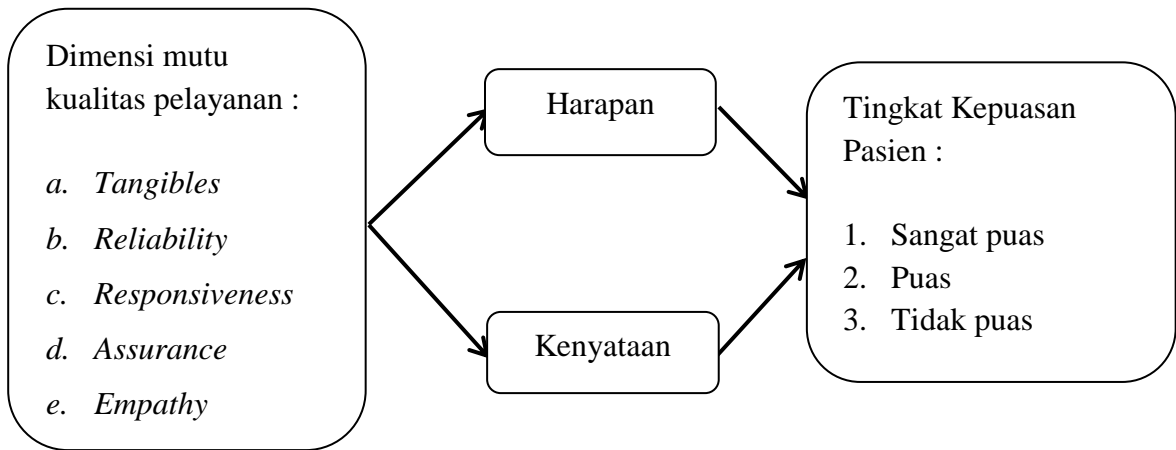 Dimensi mutu
kualitas pelayanan :
a. Tangibles
b. Reliability
c. Responsiveness
d. Assurance
e. Empathy
Harapan
Kenyataan
Tingkat Kepuasan
Pasien :
1. Sangat puas
2. Puas
3. Tidak puas